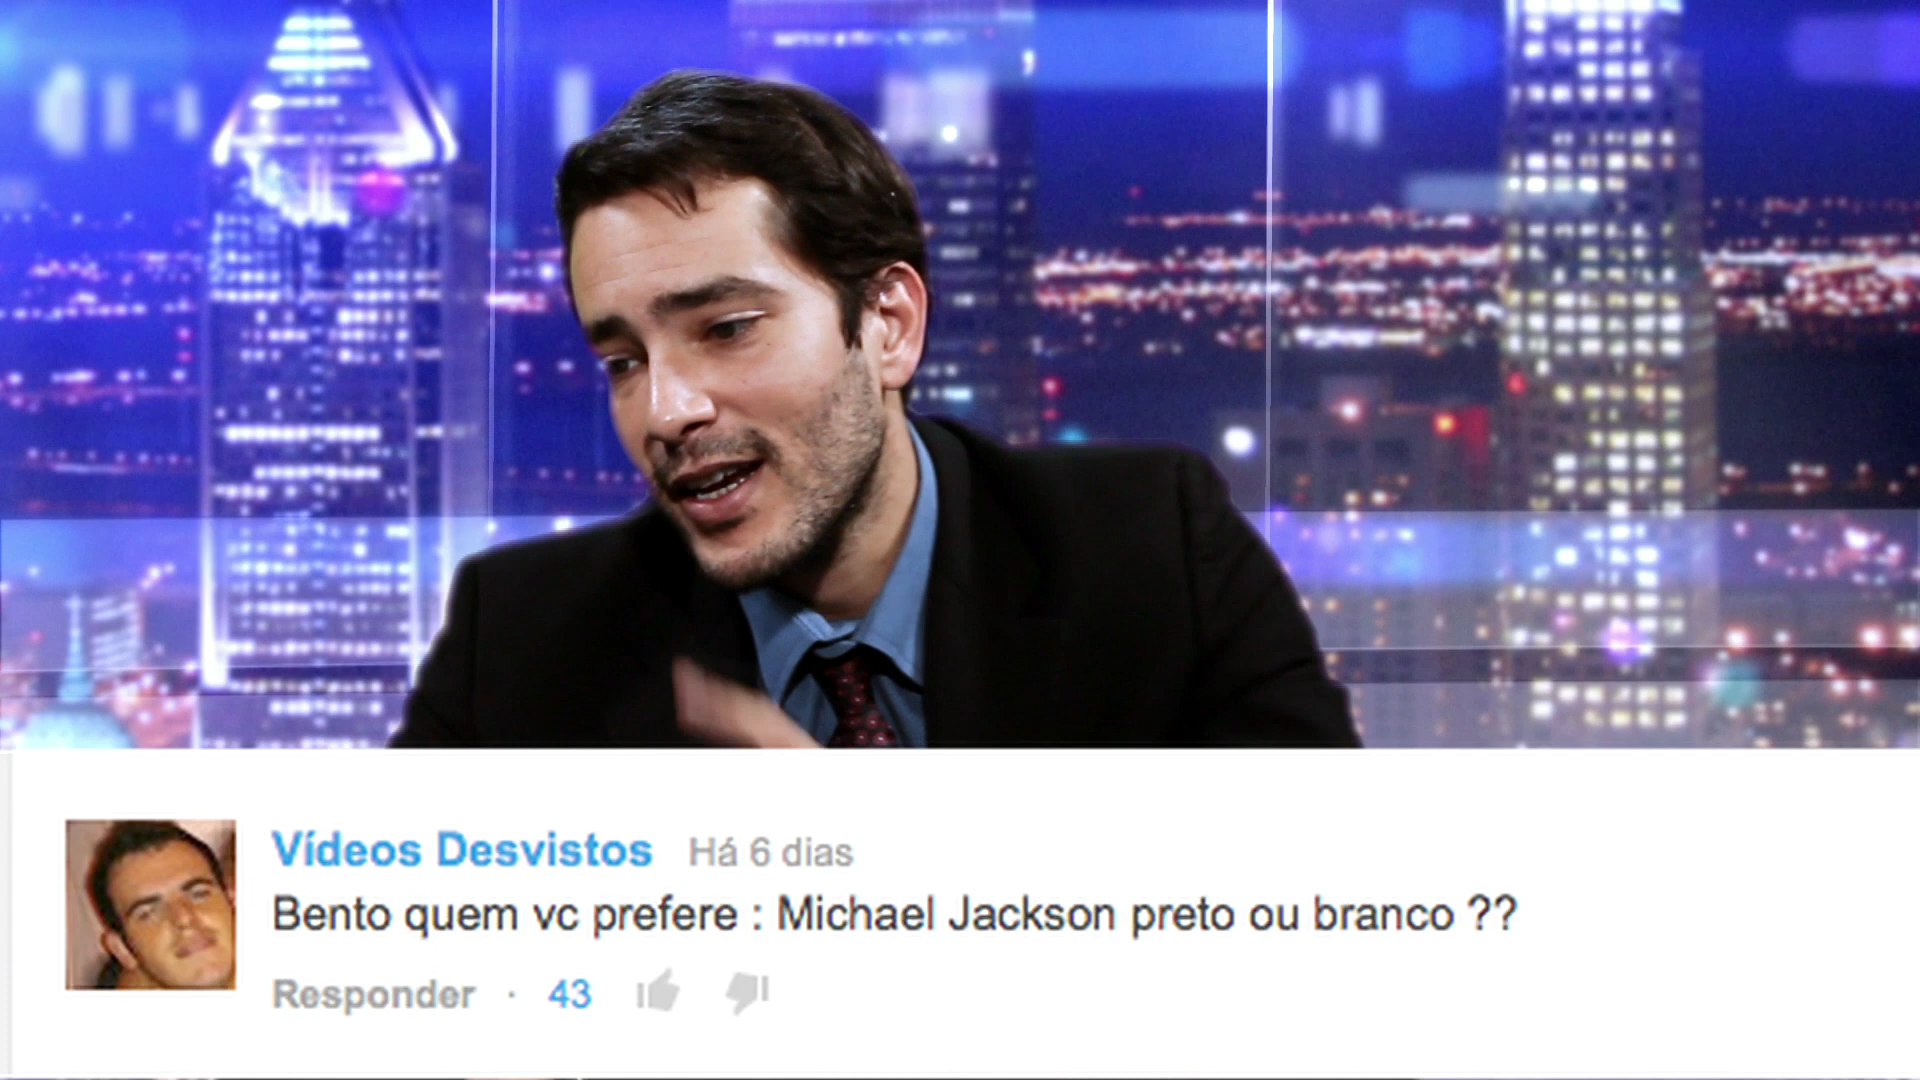 Vídeos Desvistos Há 6 dias
Bento quem vc prefere : Michael Jackson preto ou branco ??
Responder · 43